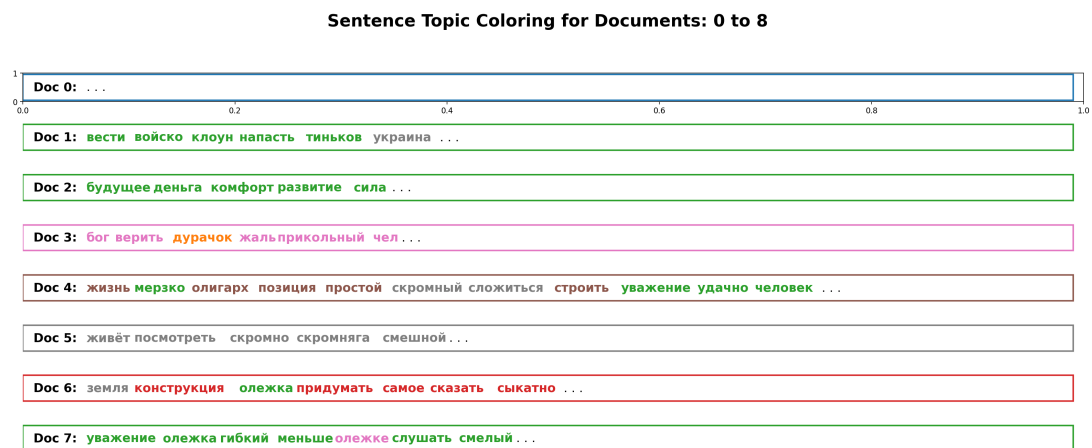 Sentence Topic Coloring for Documents: 0 to 8
1
Doc 0: . . .
0
0.0 0.2 0.4 0.6 0.8 1.0
Doc 1: вести войско клоун напасть тиньков украина . . .
Doc 2: будущее деньга комфорт развитие сила . . .
Doc 3: бог верить дурачок жаль прикольный чел . . .
Doc 4: жизнь мерзко олигарх позиция простой скромный сложиться строить уважение удачно человек . . .
Doc 5: живёт посмотреть скромно скромняга смешной . . .
Doc 6: земля конструкция олежка придумать самое сказать сыкатно . . .
Doc 7: уважение олежка гибкий меньше олежке слушать смелый . . .